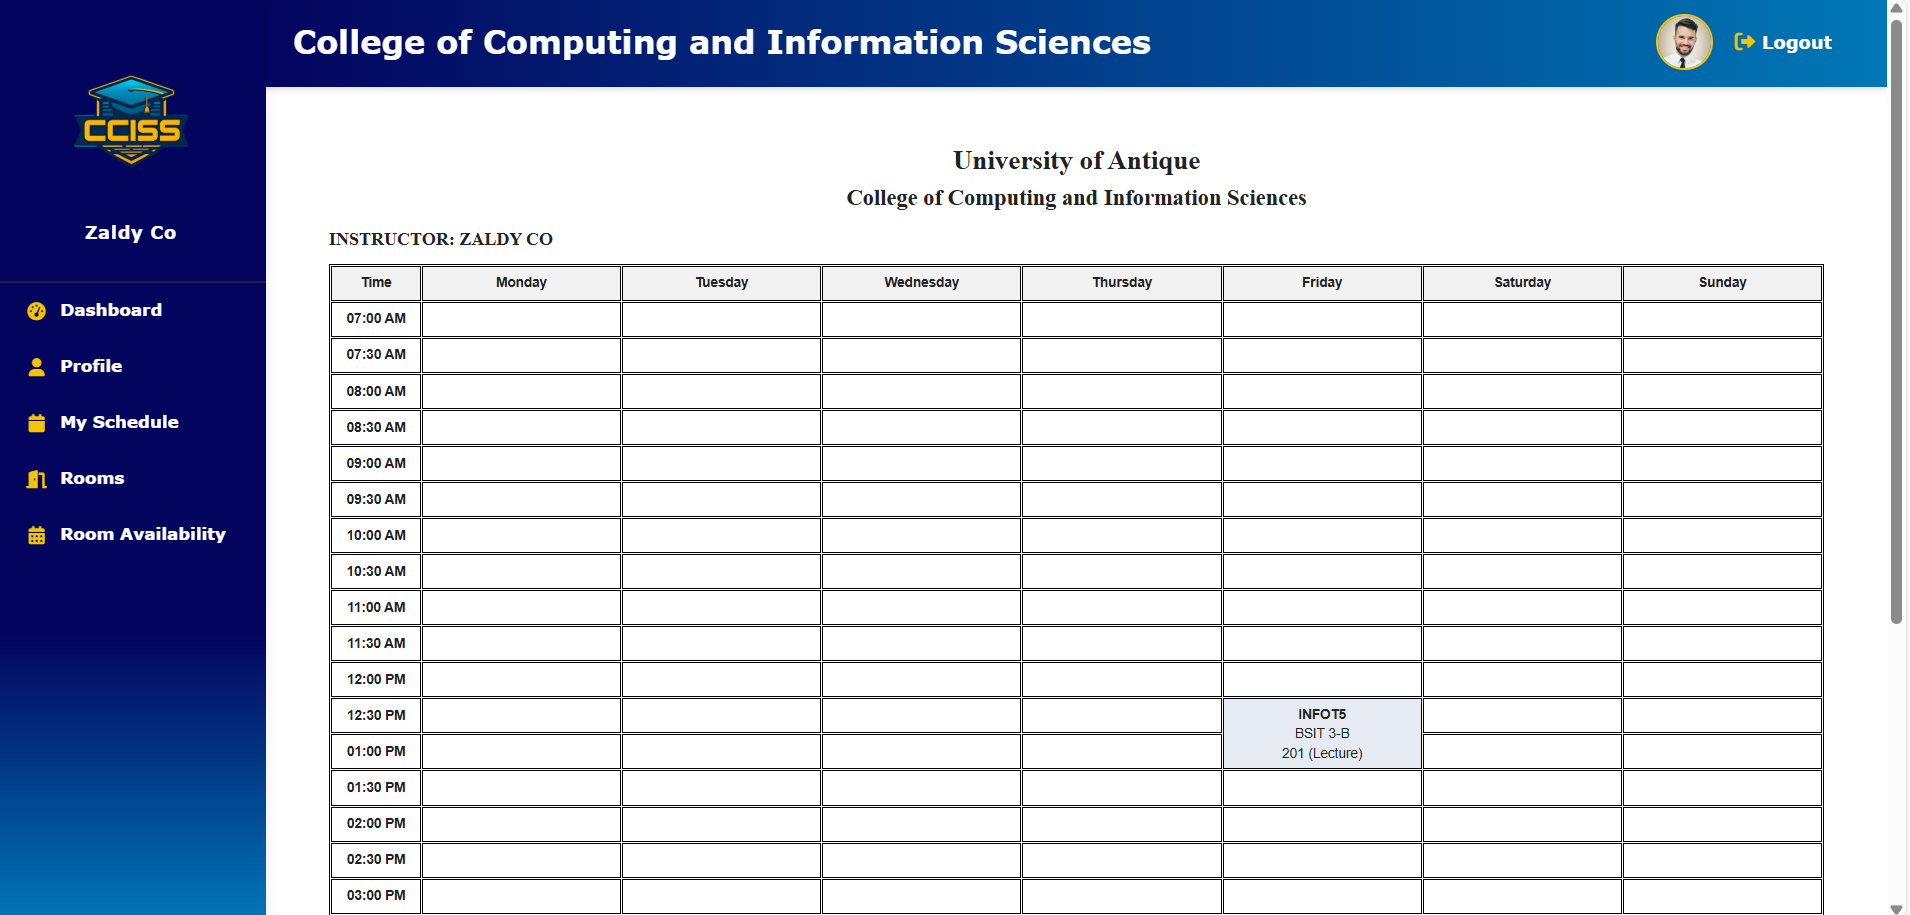 College of Computing and Information Sciences
Logout
CCISS
Zaldy Co
Dashboard
Profile
My Schedule
Rooms
Room Availability
University of Antique
College of Computing and Information Sciences
INSTRUCTOR: ZALDY CO
Time Monday Tuesday Wednesday Thursday Friday Saturday Sunday
07:00 AM
07:30 AM
08:00 AM
08:30 AM
09:00 AM
09:30 AM
10:00 AM
10:30 AM
11:00 AM
11:30 AM
12:00 PM
12:30 PM
INFOT5
BSIT 3-B
201 (Lecture)
01:00 PM
01:30 PM
02:00 PM
02:30 PM
03:00 PM